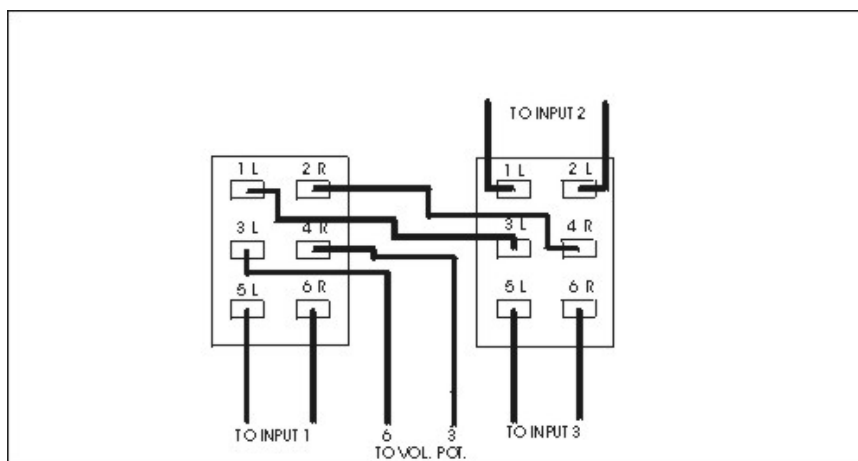 TO INPUT 2
1 L 2 R
1 L 2 L
3 L 4 R
3 L 4 R
5 L 6 R
5 L 6 R
TO INPUT 1
6 3
TO VOL. POT.
TO INPUT 3